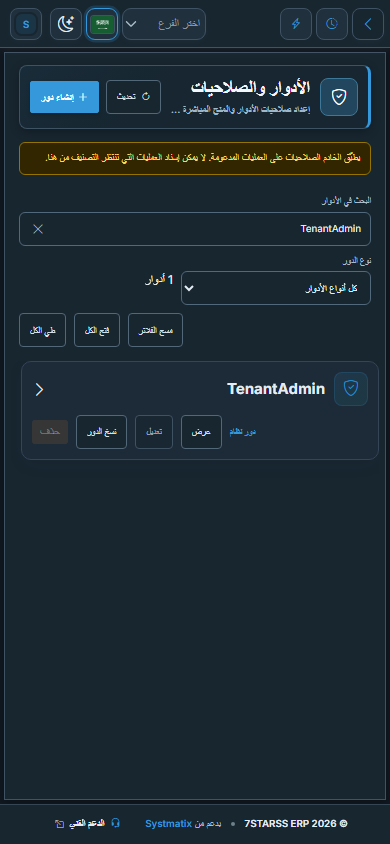 S
اختر الفرع
الأدوار والصلاحيات
إعداد صلاحيات الأدوار والمنح المباشرة ...
تحديث
+ إنشاء دور
يطبّق الخادم الصلاحيات على العمليات المدعومة. لا يمكن إسناد العمليات التي تنتظر التصنيف من هنا.
البحث في الأدوار
TenantAdmin
نوع الدور
كل أنواع الأدوار
1 أدوار
مسح الفلاتر
فتح الكل
طي الكل
TenantAdmin
دور نظام
عرض
تعديل
نسخ الدور
حذف
© 2026 7STARSS ERP
•
بدعم من Systmatix
الدعم الفني